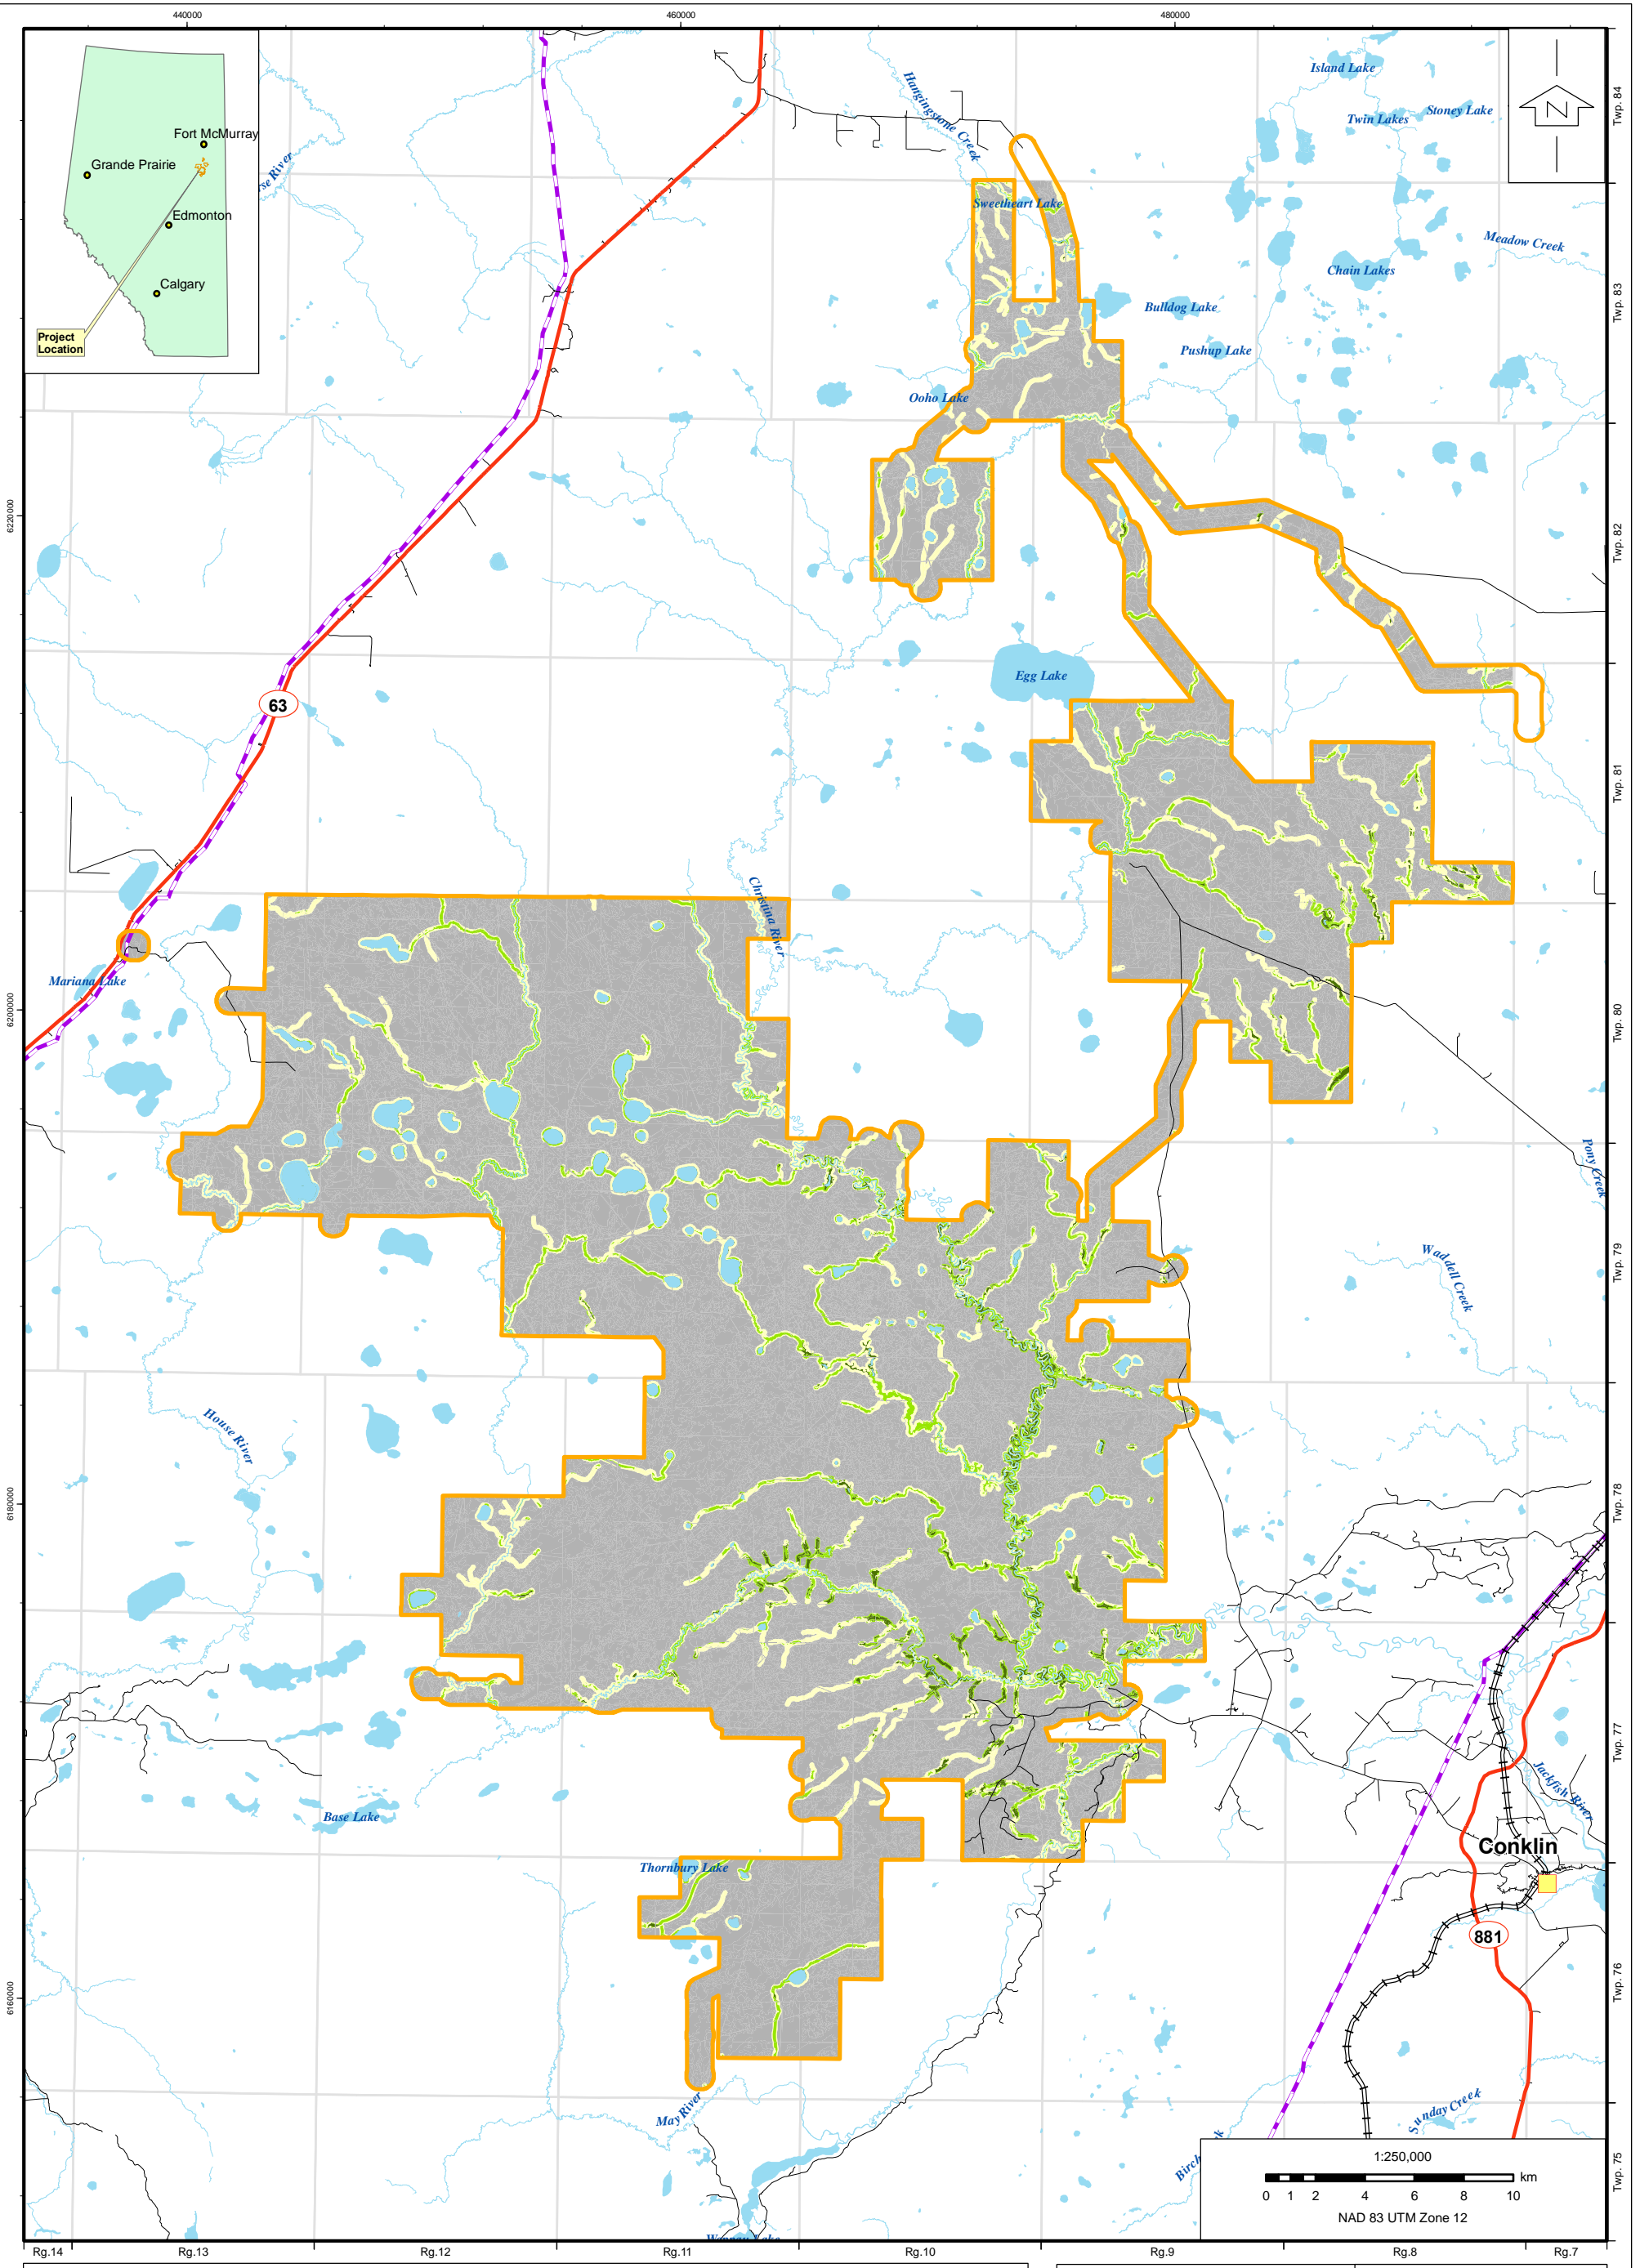 440000
460000
480000
Fort McMurray
Grande Prairie
Edmonton
Calgary
Project
Location
Hangingstone Creek
Island Lake
Stoney Lake
Twin Lakes
N
Twp. 84
Sweetheart Lake
Meadow Creek
Chain Lakes
Bulldog Lake
Pushup Lake
Twp. 83
Ooho Lake
6220000
Twp. 82
Egg Lake
63
Twp. 81
Christina River
Mariana Lake
6200000
Twp. 80
Pony Creek
Waddell Creek
Twp. 79
House River
6180000
Twp. 78
Twp. 77
Jackfish River
Base Lake
Conklin
Thornbury Lake
881
6160000
Twp. 76
May River
Sunday Creek
1:250,000
km
0 1 2 4 6 8 10
NAD 83 UTM Zone 12
Twp. 75
Rg.14
Rg.13
Rg.12
Rg.11
Rg.10
Rg.9
Rg.8
Rg.7